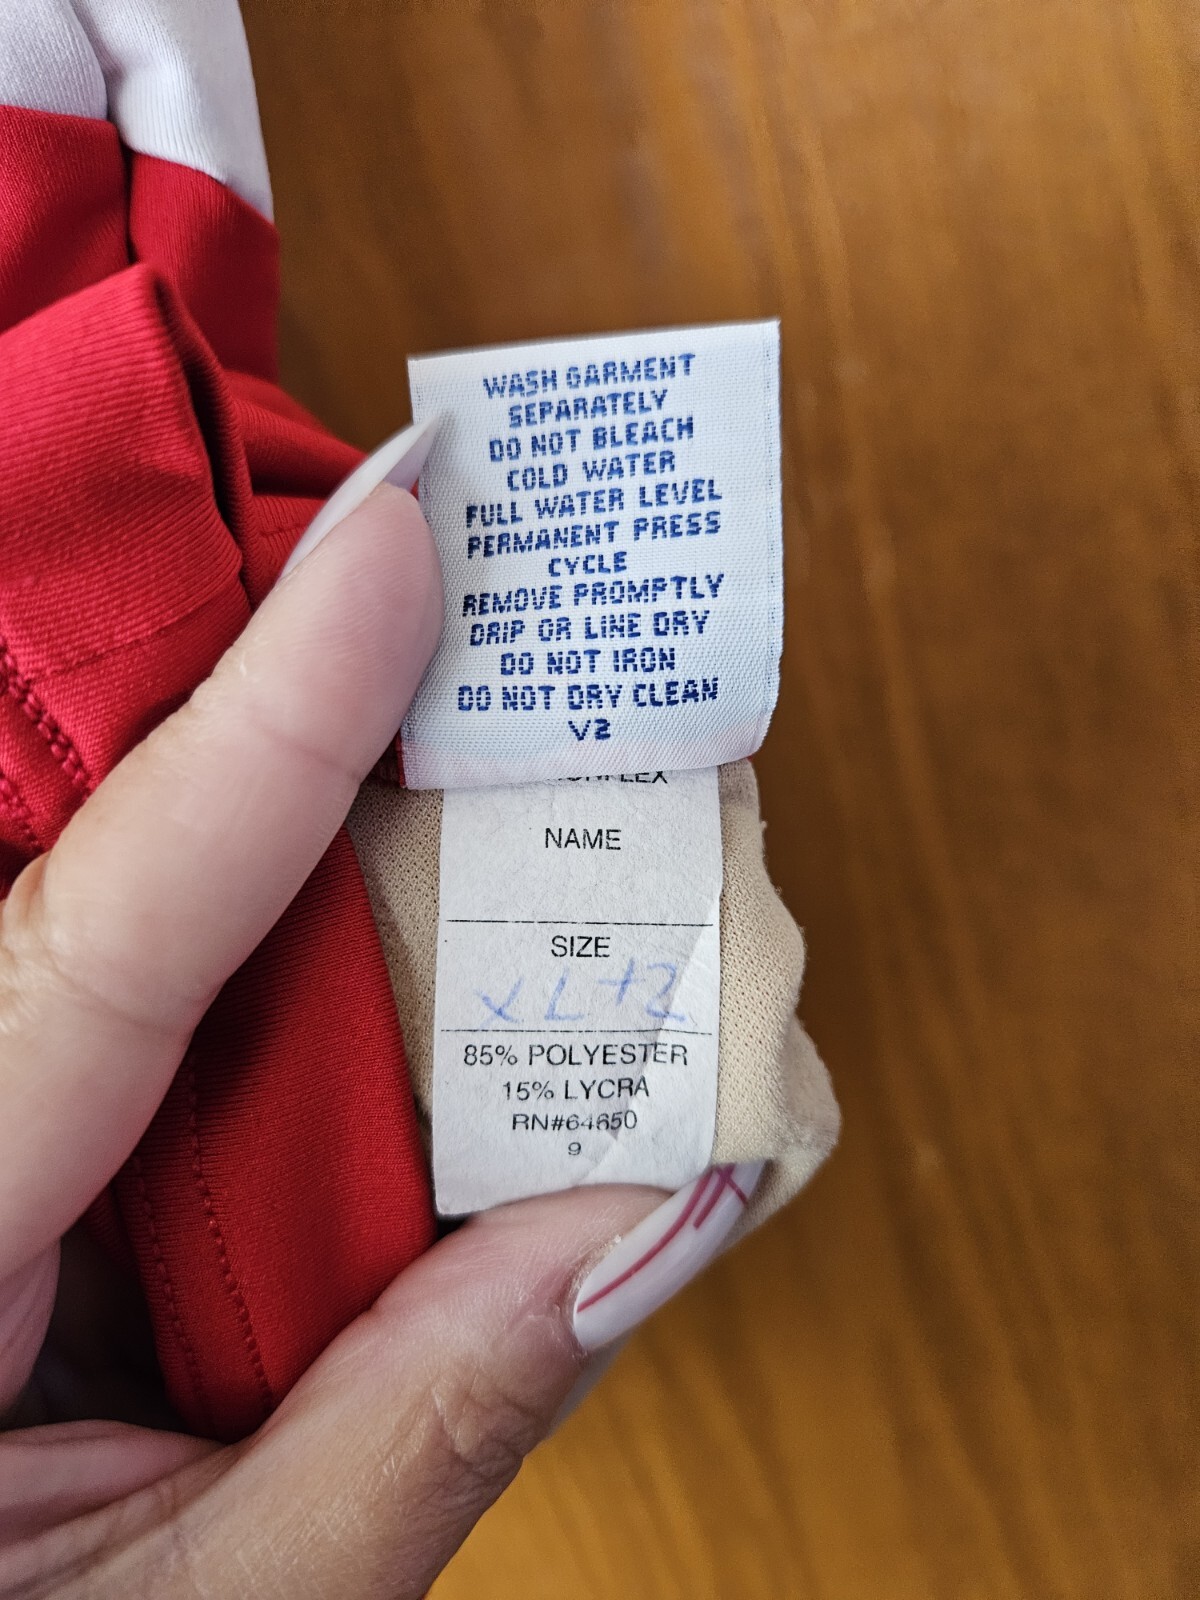 WASH GARMENT
SEPARATELY
DO NOT BLEACH
COLD WATER
FULL WATER LEVEL
PERMANENT PRESS
CYCLE
REMOVE PROMPTLY
DRIP OR LINE DRY
DO NOT IRON
DO NOT DRY CLEAN
V2
NAME
SIZE
XL +2
85% POLYESTER
15% LYCRA
RN#64650
9